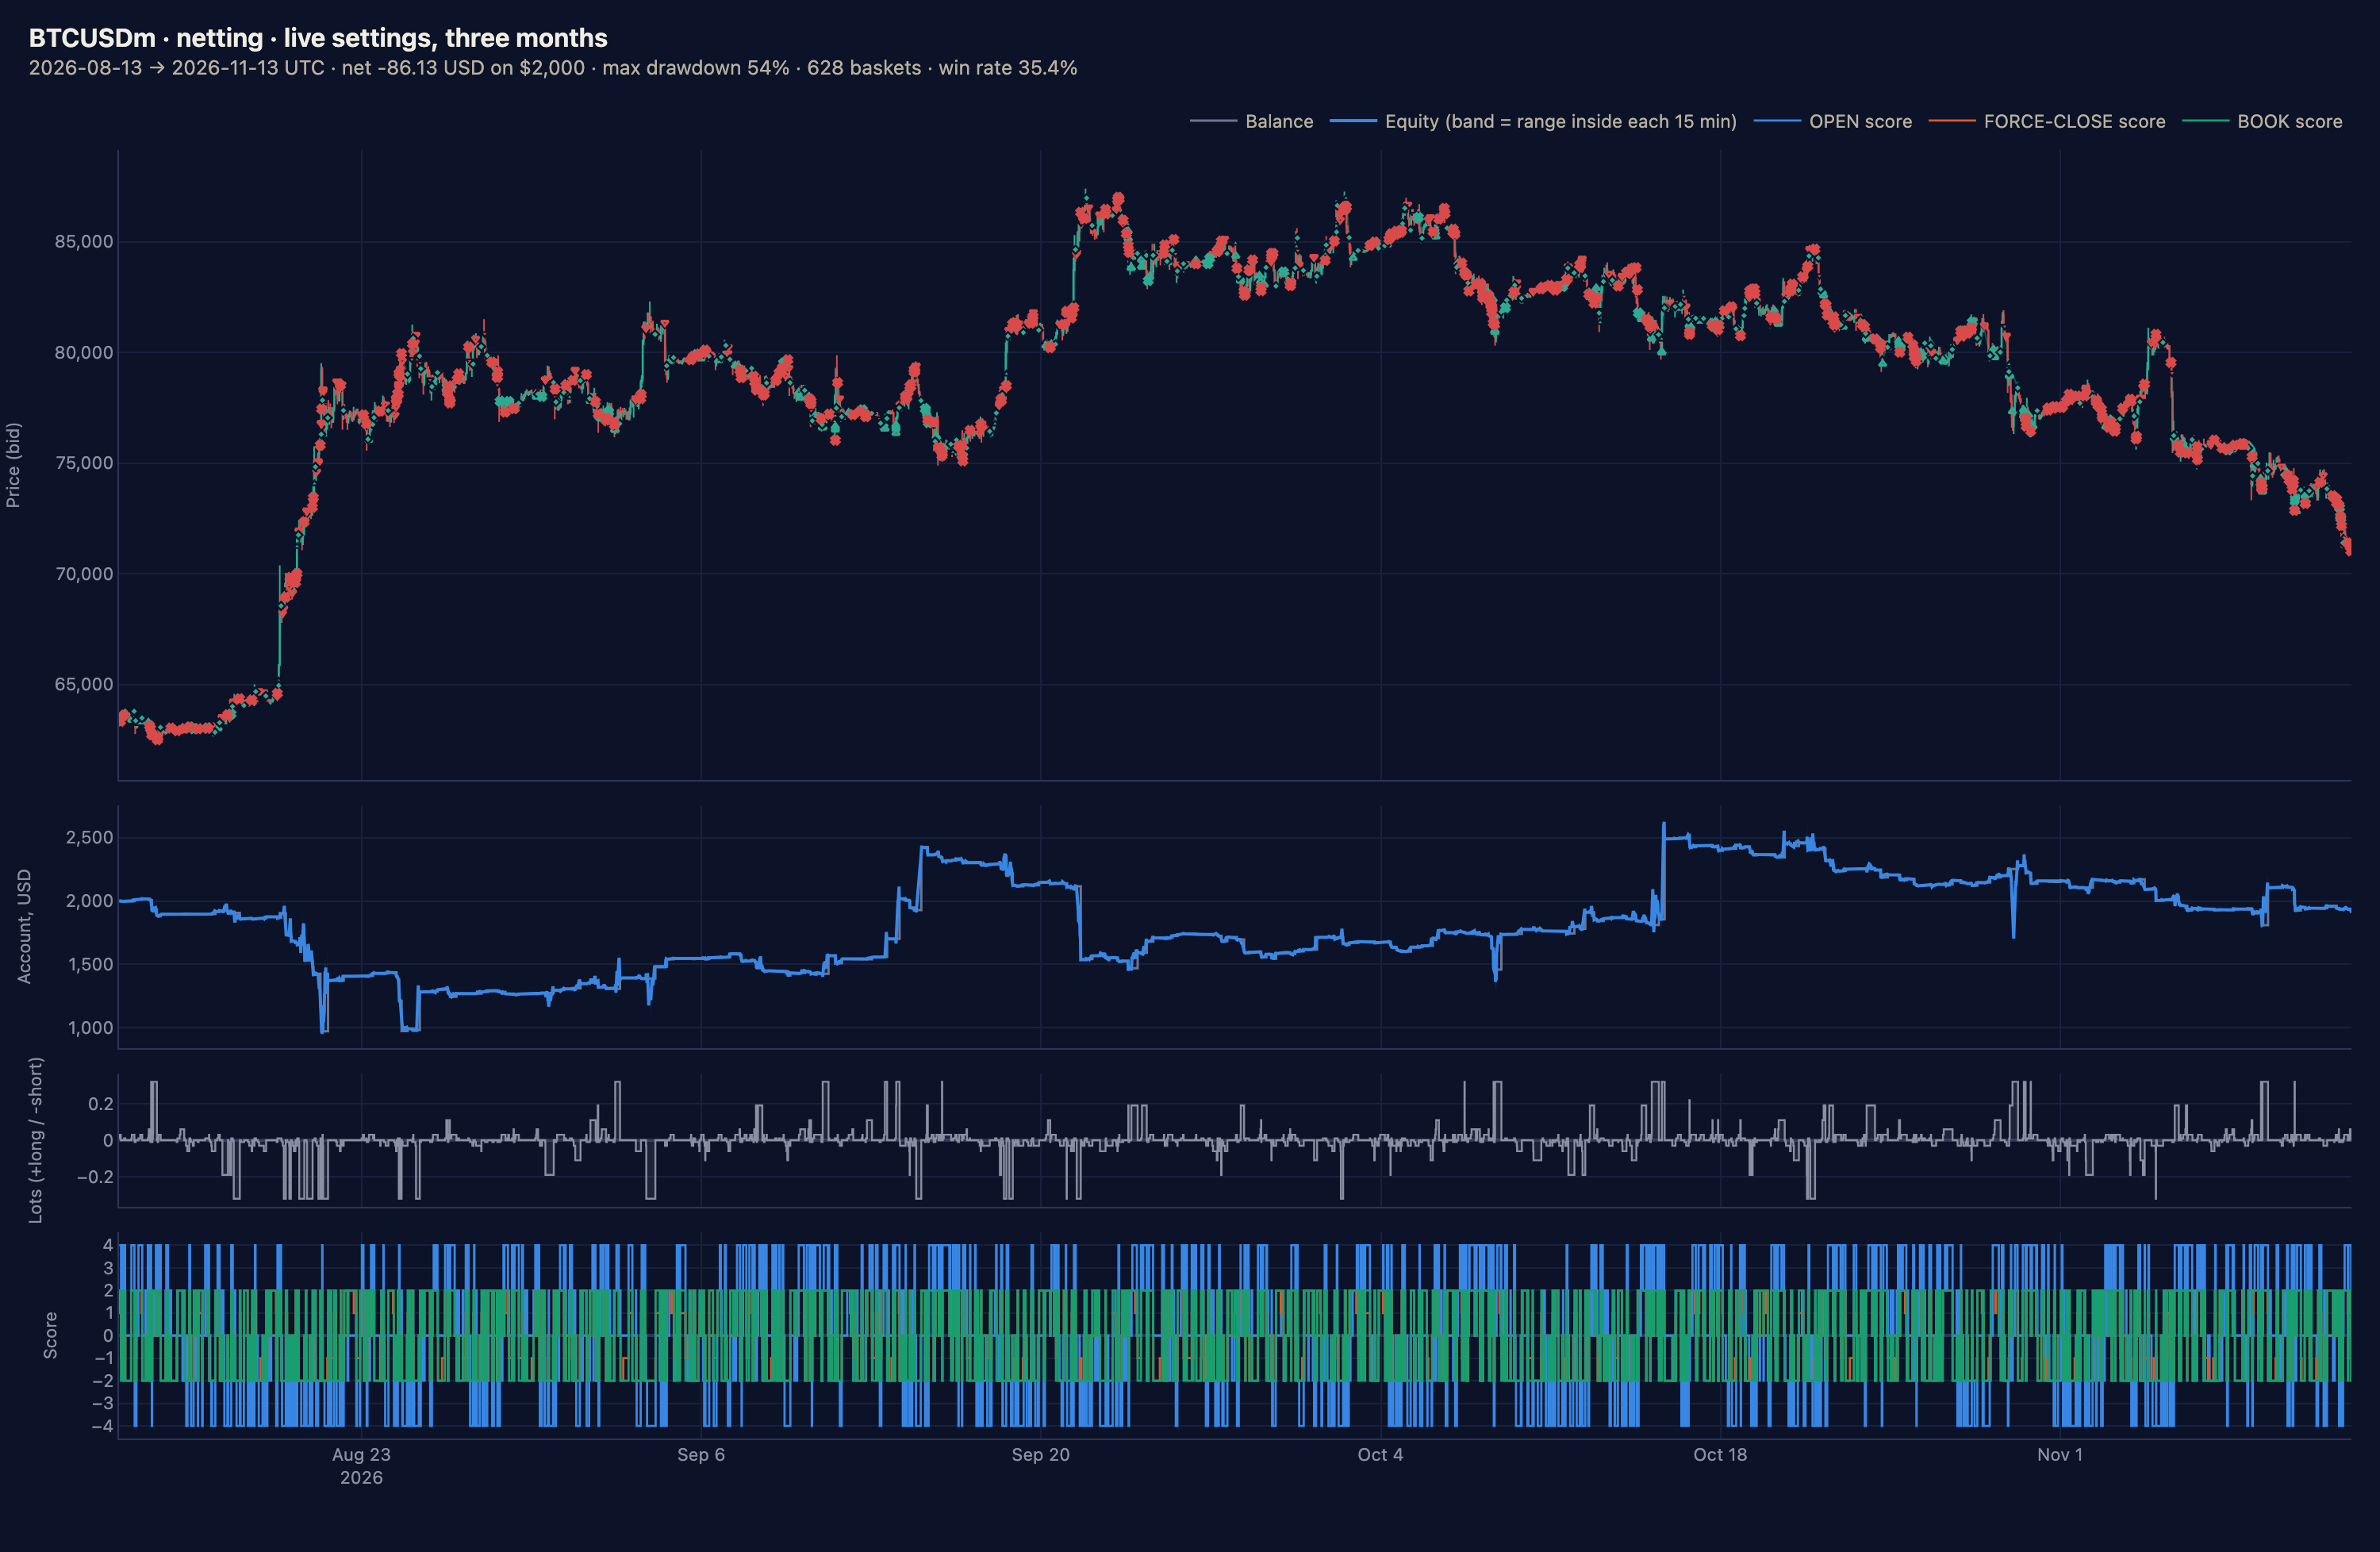 BTCUSDm · netting · live settings, three months
2026-08-13 → 2026-11-13 UTC · net -86.13 USD on $2,000 · max drawdown 54% · 628 baskets · win rate 35.4%
Balance
Equity (band = range inside each 15 min)
OPEN score
FORCE-CLOSE score
BOOK score
Price (bid)
85,000
80,000
75,000
70,000
65,000
Account, USD
2,500
2,000
1,500
1,000
Lots (+long / -short)
0.2
0
−0.2
Score
4
3
2
1
0
−1
−2
−3
−4
Aug 23
2026
Sep 6
Sep 20
Oct 4
Oct 18
Nov 1